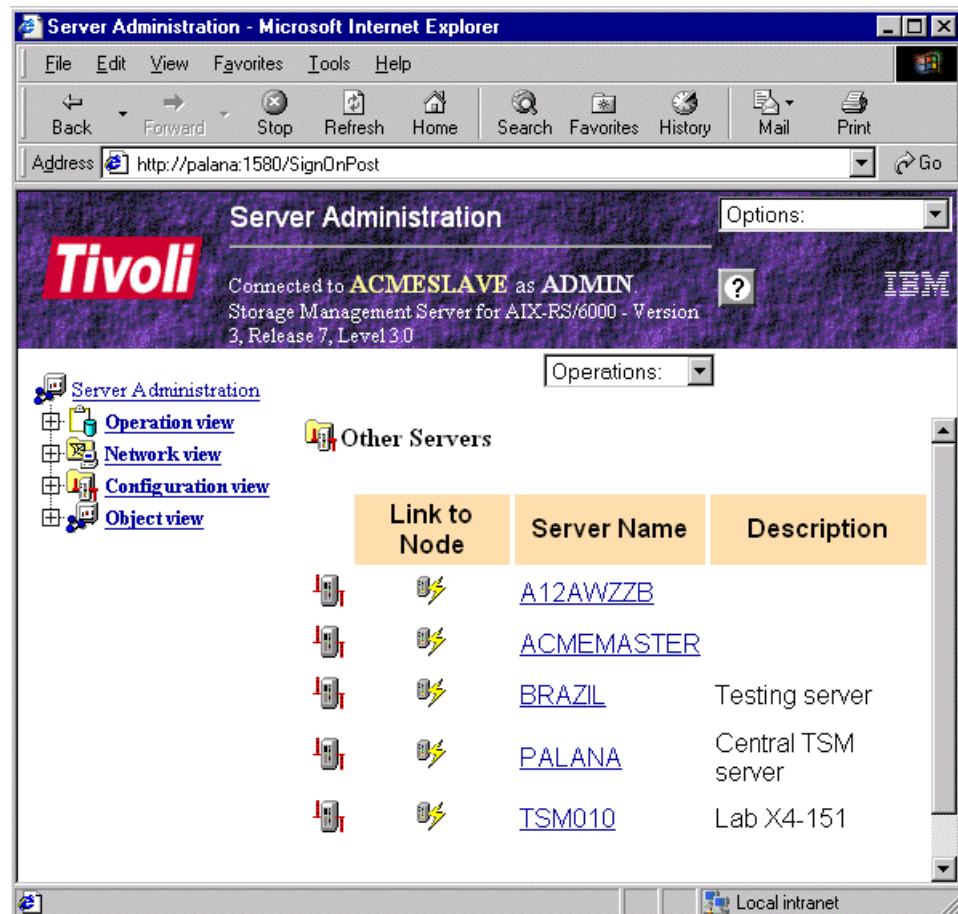 Server Administration - Microsoft Internet Explorer
File Edit View Favorites Tools Help
Back Forward Stop Refresh Home Search Favorites History Mail Print
Address http://palana:1580/SignOnPost Go
Server Administration
Options:
Tivoli
Connected to ACMESLAVE as ADMIN.
Storage Management Server for AIX-RS/6000 - Version
3, Release 7, Level 3.0
?
IBM
Operations:
Server Administration
Operation view
Network view
Configuration view
Object view
Other Servers
Link to
Node
Server Name
Description
A12AWZZB
ACMEMASTER
BRAZIL Testing server
PALANA Central TSM
server
TSM010 Lab X4-151
Local intranet